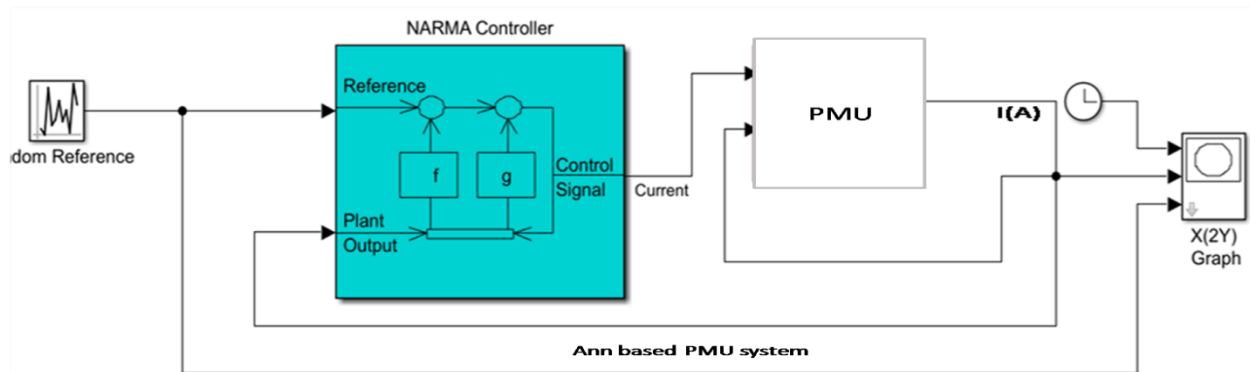 NARMA Controller
Reference
f
g
Control
Signal
Plant
Output
dom Reference
Current
PMU
I(A)
X(2Y)
Graph
Ann based PMU system